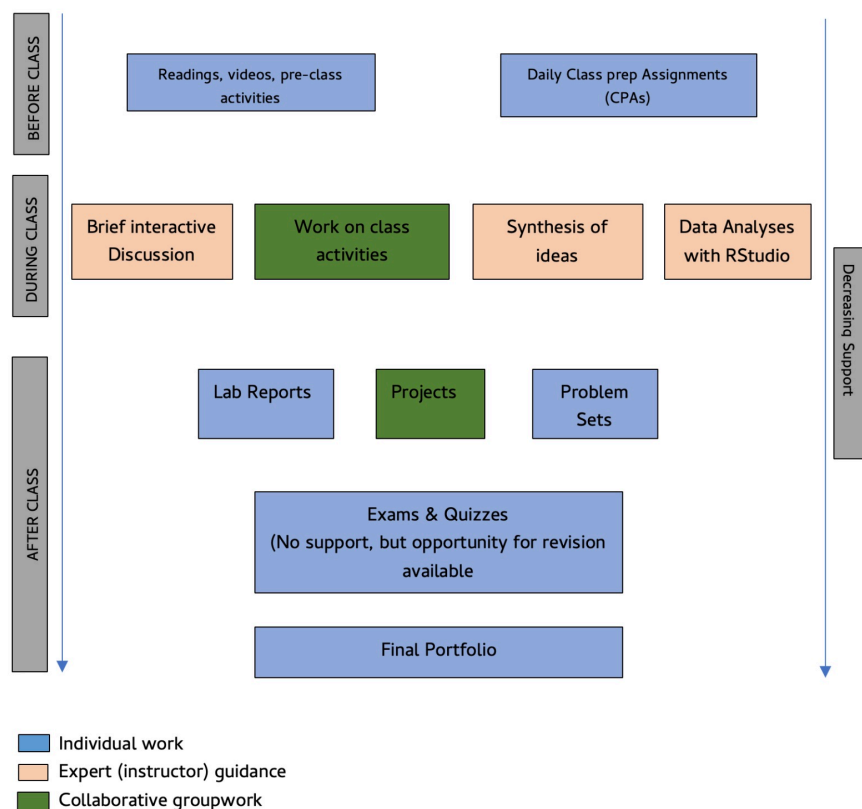 BEFORE CLASS
Readings, videos, pre-class
activities
Daily Class prep Assignments
(CPAs)
DURING CLASS
Brief interactive
Discussion
Work on class
activities
Synthesis of
ideas
Data Analyses
with RStudio
Decreasing Support
AFTER CLASS
Lab Reports
Projects
Problem
Sets
Exams & Quizzes
(No support, but opportunity for revision
available
Final Portfolio
Individual work
Expert (instructor) guidance
Collaborative groupwork